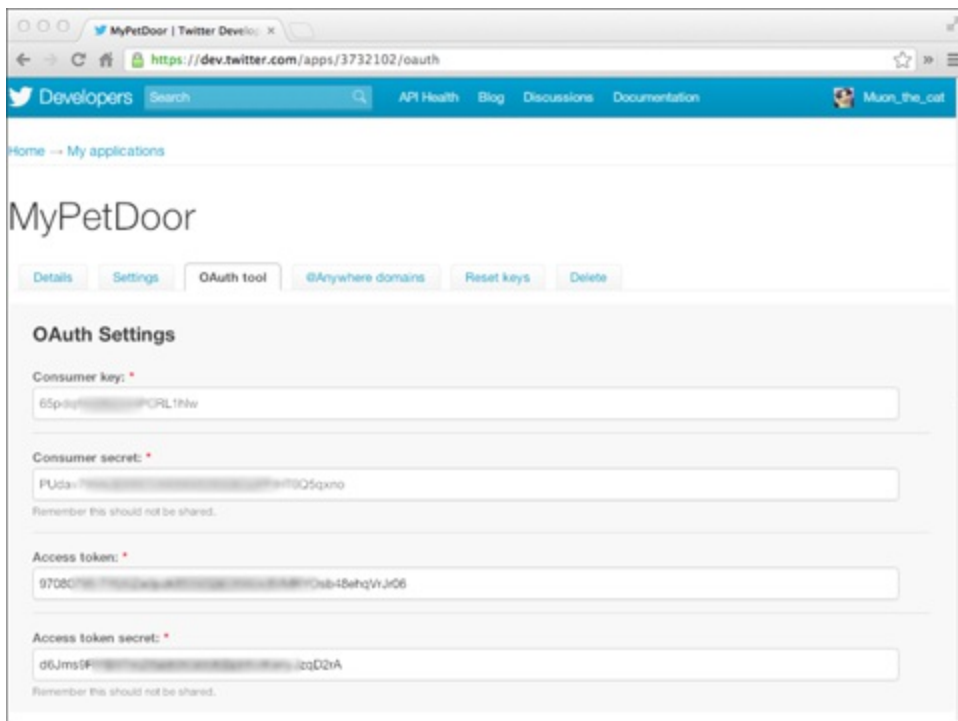 MyPetDoor | Twitter Develo
https://dev.twitter.com/apps/3732102/oauth
Developers Search API Health Blog Discussions Documentation Muon_the_cat
Home → My applications
MyPetDoor
Details Settings OAuth tool @Anywhere domains Reset keys Delete
OAuth Settings
Consumer key: *
Consumer secret: *
Remember this should not be shared.
Access token: *
Access token secret: *
Remember this should not be shared.